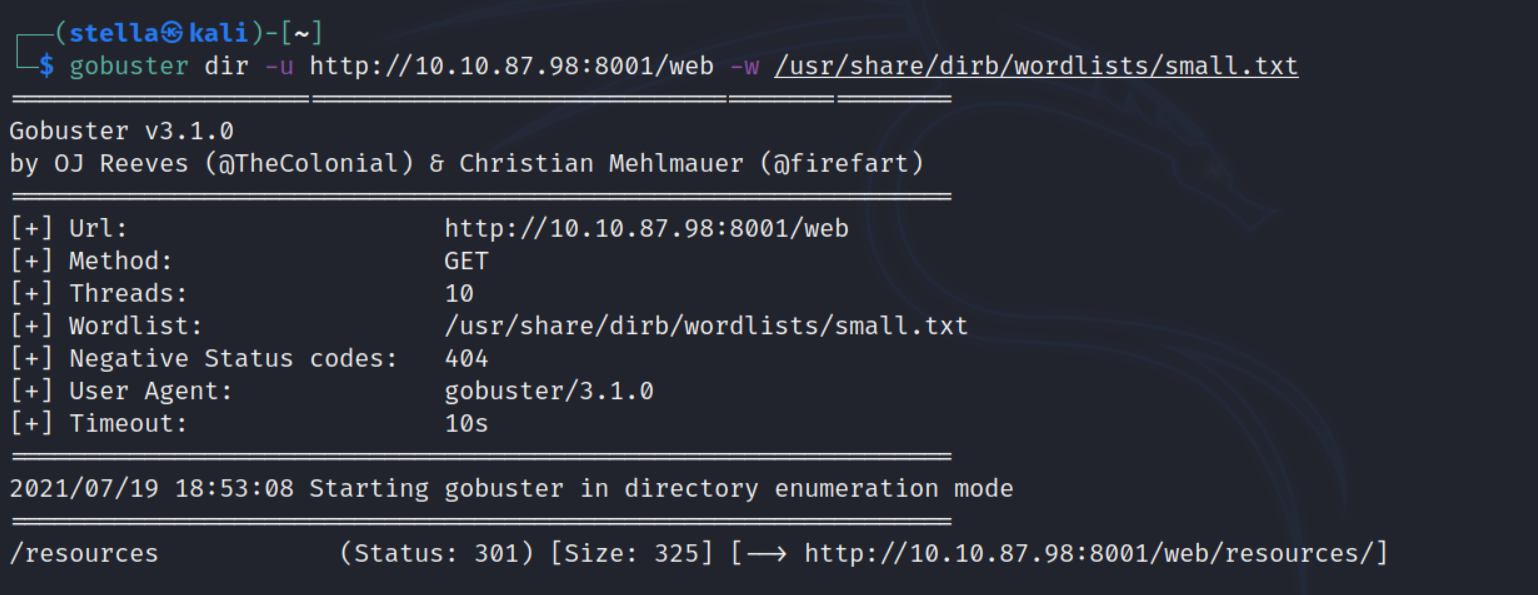 ┌──(stella㉿kali)-[~]
└─$ gobuster dir -u http://10.10.87.98:8001/web -w /usr/share/dirb/wordlists/small.txt
===============================================================
Gobuster v3.1.0
by OJ Reeves (@TheColonial) & Christian Mehlmauer (@firefart)
===============================================================
[+] Url:                     http://10.10.87.98:8001/web
[+] Method:                  GET
[+] Threads:                 10
[+] Wordlist:                /usr/share/dirb/wordlists/small.txt
[+] Negative Status codes:   404
[+] User Agent:              gobuster/3.1.0
[+] Timeout:                 10s
===============================================================
2021/07/19 18:53:08 Starting gobuster in directory enumeration mode
===============================================================
/resources            (Status: 301) [Size: 325] [--> http://10.10.87.98:8001/web/resources/]